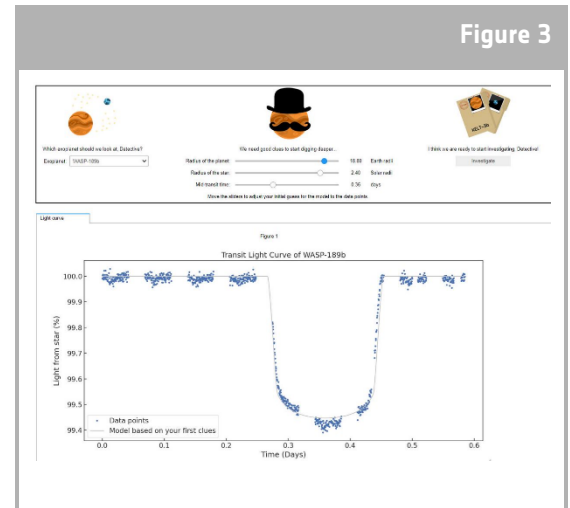 Figure 3
KELT-3b
Which exoplanet should we look at, Detective?
We need good clues to start digging deeper...
I think we are ready to start investigating, Detective!
Exoplanet: WASP-189b
Radius of the planet: Earth radii
Investigate
Radius of the star: 2.40 Solar radii
Mid transit time: 0.36 days
Move the sliders to adjust your initial guess for the model to the data points.
Light curve
Figure 1
Transit Light Curve of WASP-189b
Light from star (%)
100.0
99.9
99.8
99.7
99.6
99.5
99.4
Data points
Model based on your first clues
0.0 0.1 0.2 0.3 0.4 0.5 0.6
Time (Days)